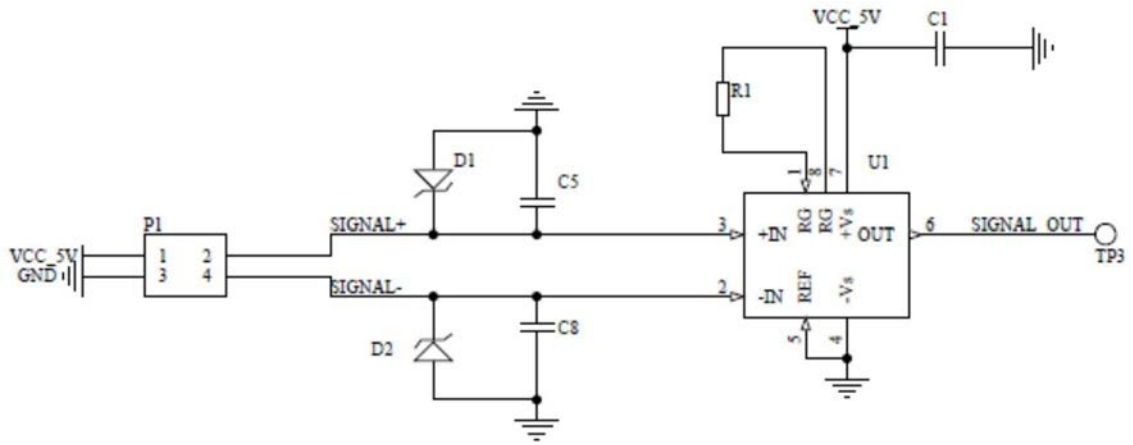 VCC_5V
C1
R1
U1
D1
C5
1
8
7
P1
SIGNAL+
3
+IN
RG
RG
+Vs
OUT
6
SIGNAL_OUT
TP3
VCC_5V
1
2
GND
3
4
SIGNAL-
2
-IN
REF
-Vs
D2
C8
5
4